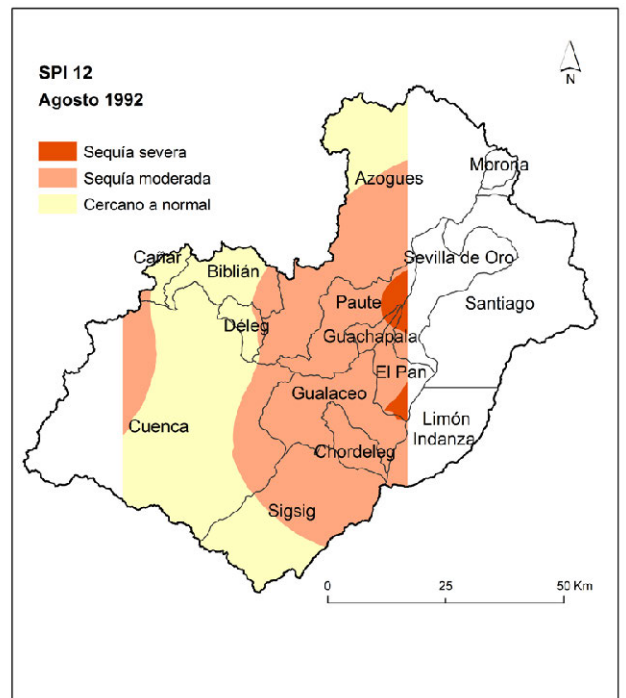 SPI 12
Agosto 1992
N
Sequía severa
Sequía moderada
Cercano a normal
Morona
Azogues
Cañar
Biblián
Sevilla de Oro
Paute
Santiago
Déleg
Guachapala
El Pan
Gualaceo
Limón
Indanza
Cuenca
Chordeleg
Sigsig
0 25 50 Km